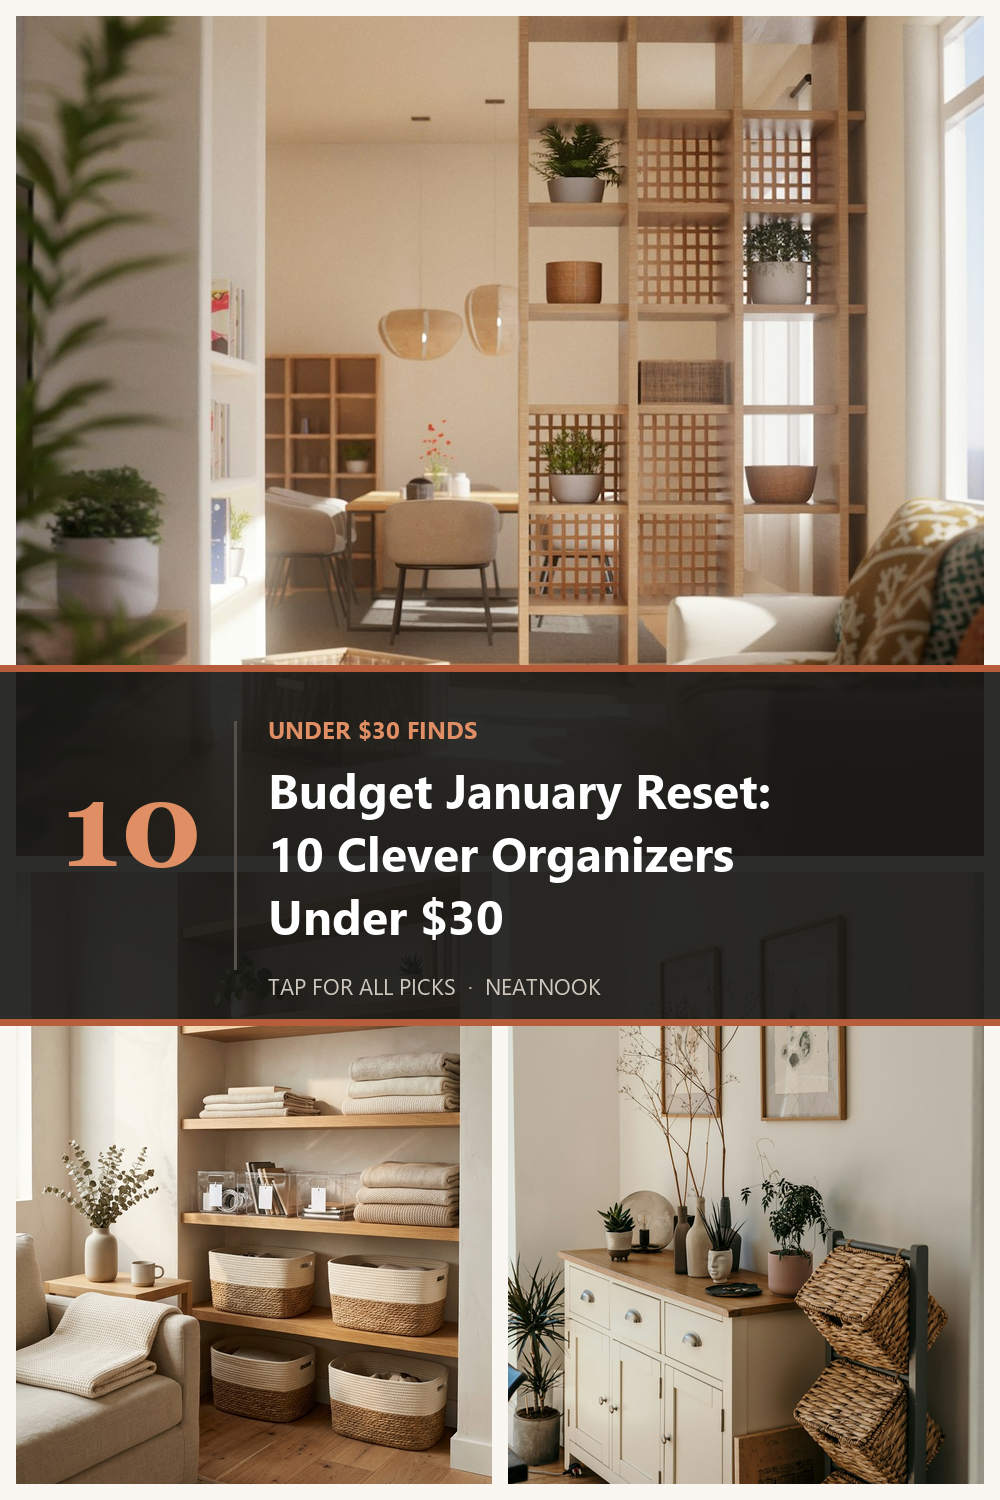 UNDER $30 FINDS
10
Budget January Reset:
10 Clever Organizers
Under $30
TAP FOR ALL PICKS · NEATNOOK